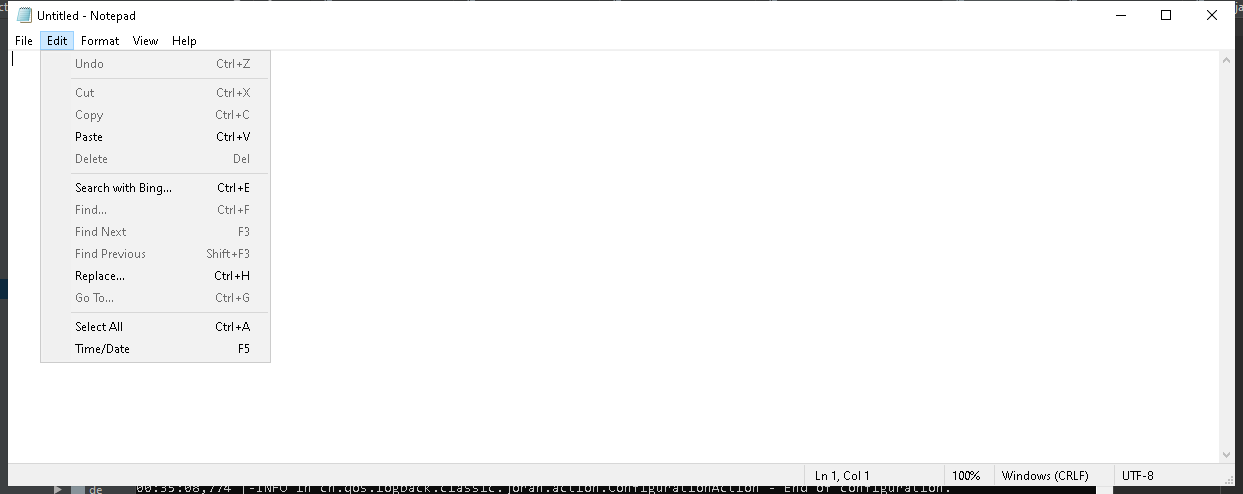 Untitled - Notepad
File Edit Format View Help
Undo Ctrl+Z
Cut Ctrl+X
Copy Ctrl+C
Paste Ctrl+V
Delete Del
Search with Bing... Ctrl+E
Find... Ctrl+F
Find Next F3
Find Previous Shift+F3
Replace... Ctrl+H
Go To... Ctrl+G
Select All Ctrl+A
Time/Date F5
Ln 1, Col 1 100% Windows (CRLF) UTF-8
de 00:35:08,774 |-INFO in ch.qos.logback.classic.joran.action.ConfigurationAction - End of configuration.